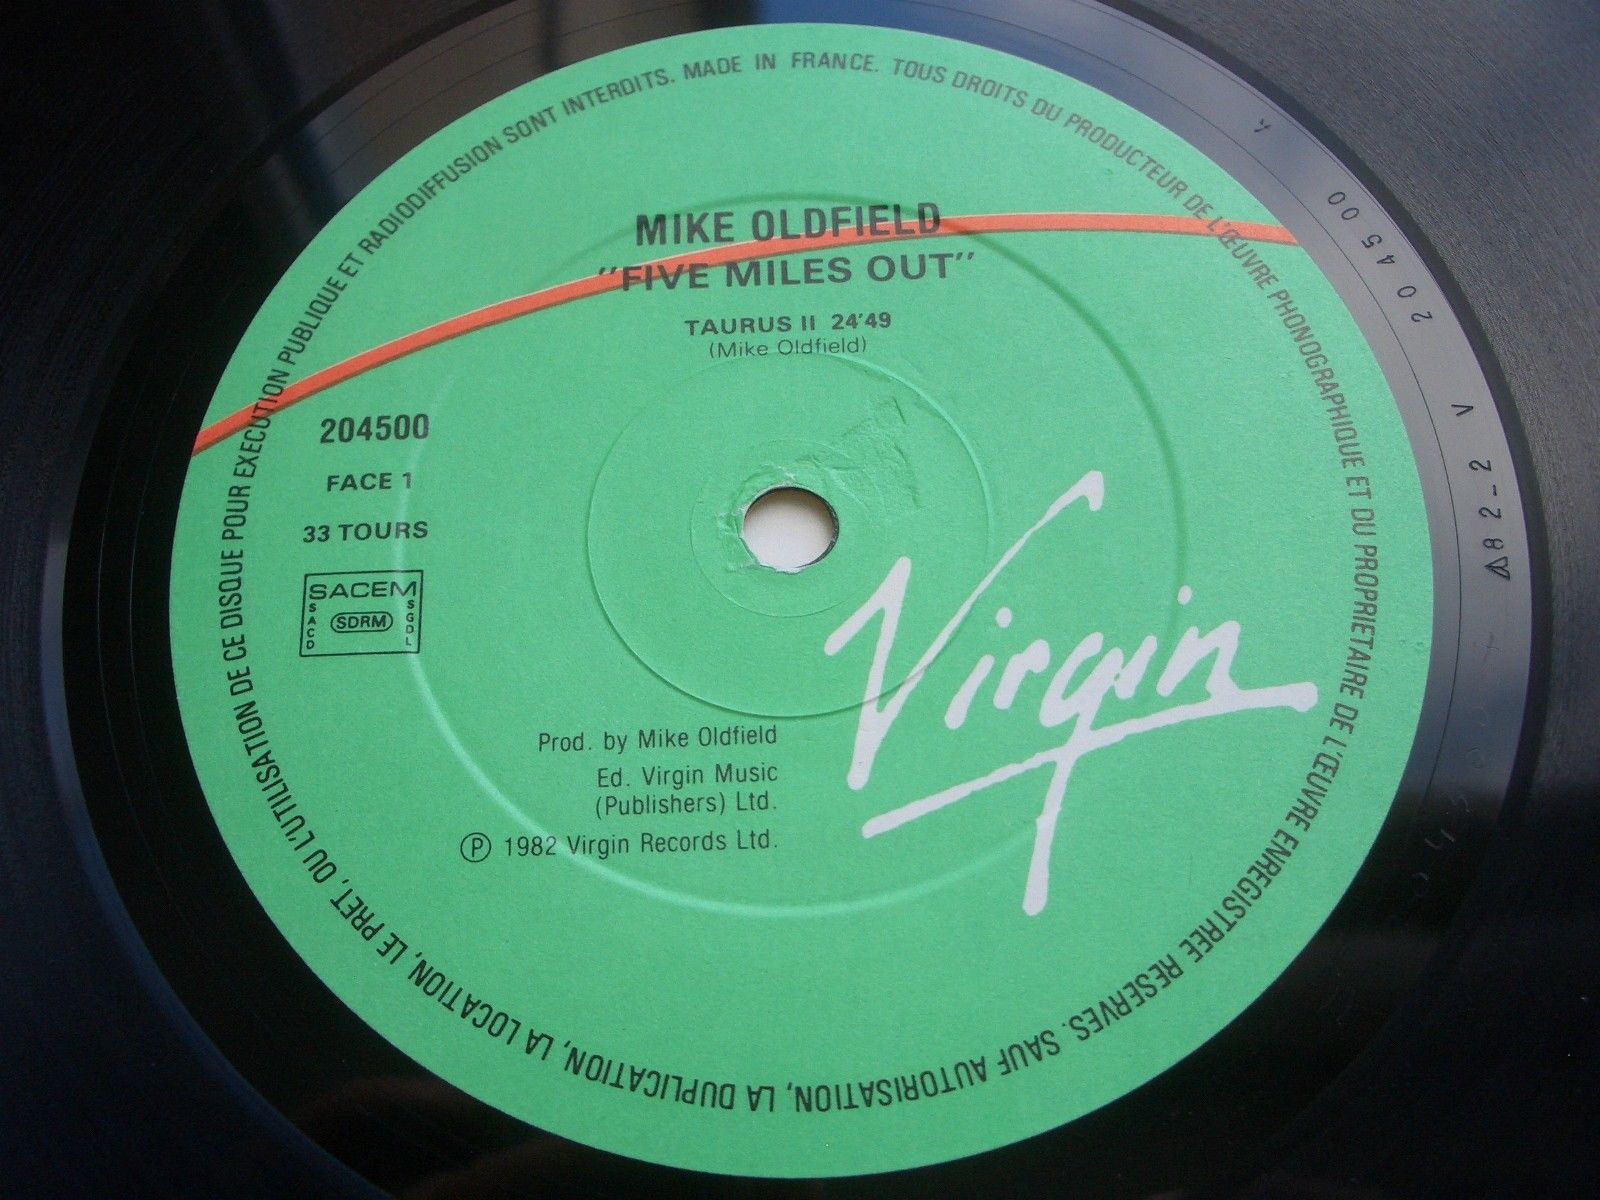 MIKE OLDFIELD
"FIVE MILES OUT"
TAURUS II 24'49
(Mike Oldfield)
204500
FACE 1
33 TOURS
SACEM
SACD
SDRM
SGDL
Virgin
Prod. by Mike Oldfield
Ed. Virgin Music
(Publishers) Ltd.
Ⓟ 1982 Virgin Records Ltd.
MADE IN FRANCE. TOUS DROITS DU PRODUCTEUR DE L'ŒUVRE PHONOGRAPHIQUE ET DU PROPRIETAIRE DE L'ŒUVRE ENREGISTREE RESERVES. SAUF AUTORISATION, LA DUPLICATION, LA LOCATION, LE PRET, OU L'UTILISATION DE CE DISQUE POUR EXECUTION PUBLIQUE ET RADIODIFFUSION SONT INTERDITS.
A 204500 V 82-2